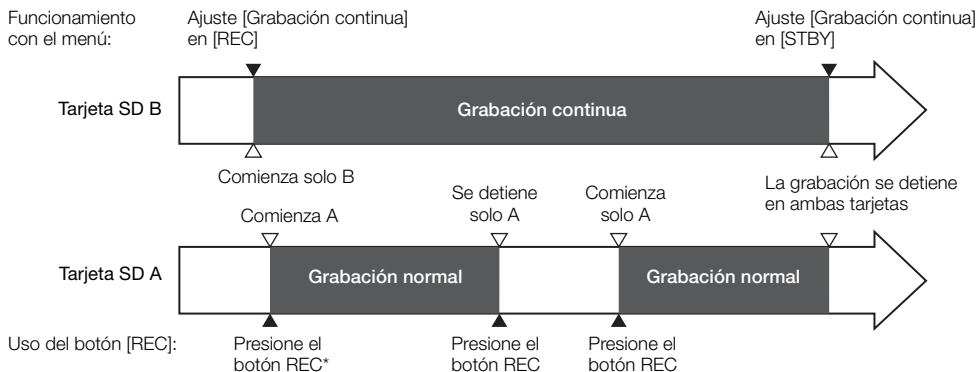 Funcionamiento
con el menú:
Ajuste [Grabación continua]
en [REC]
Ajuste [Grabación continua]
en [STBY]
Tarjeta SD B
Grabación continua
Comienza solo B
Comienza A
Se detiene
solo A
Comienza
solo A
La grabación se detiene
en ambas tarjetas
Tarjeta SD A
Grabación normal
Grabación normal
Uso del botón [REC]:
Presione el
botón REC*
Presione el
botón REC
Presione el
botón REC